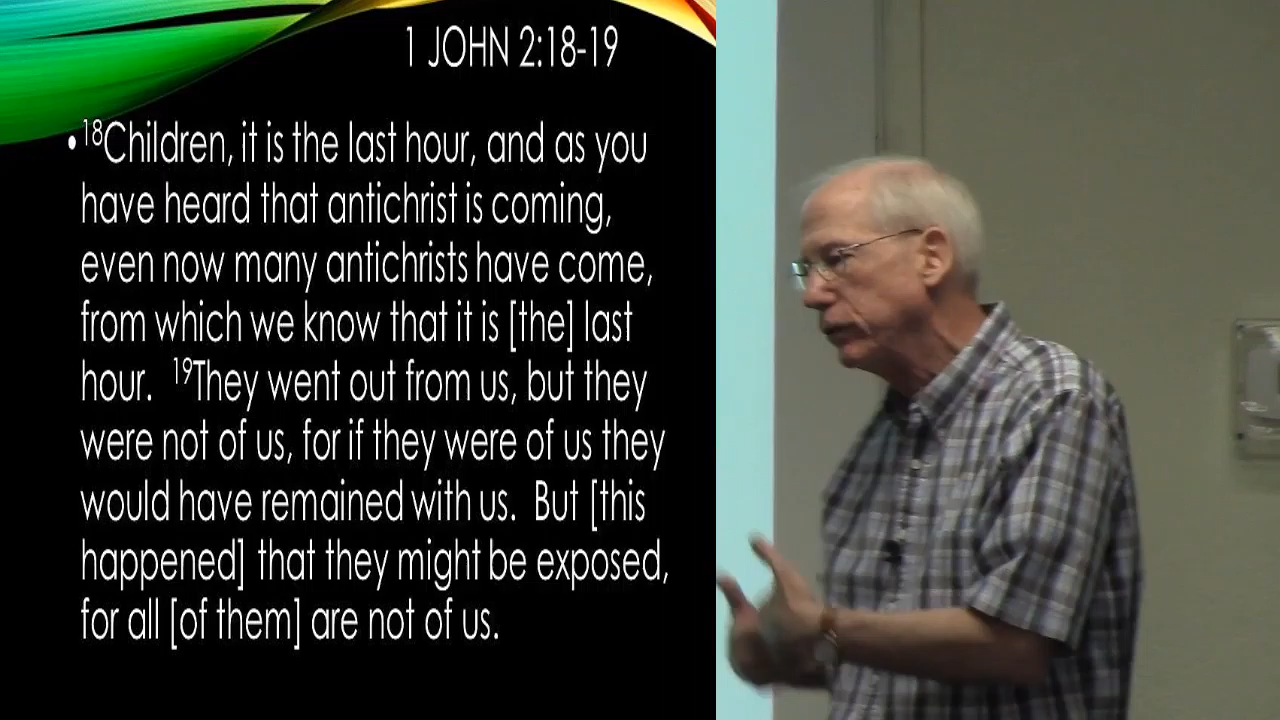 1 JOHN 2:18-19
• 18Children, it is the last hour, and as you
have heard that antichrist is coming,
even now many antichrists have come,
from which we know that it is [the] last
hour. 19They went out from us, but they
were not of us, for if they were of us they
would have remained with us. But [this
happened] that they might be exposed,
for all [of them] are not of us.